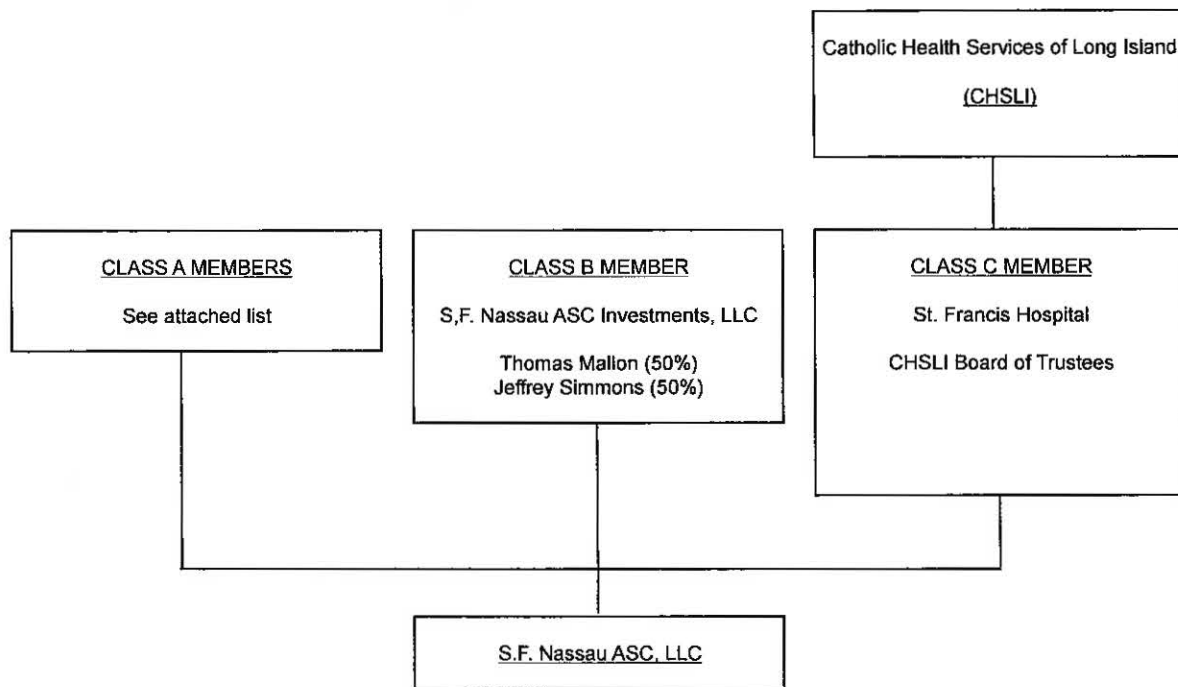 Catholic Health Services of Long Island
(CHSLI)
CLASS A MEMBERS
See attached list
CLASS B MEMBER
S,F. Nassau ASC Investments, LLC
Thomas Mallon (50%)
Jeffrey Simmons (50%)
CLASS C MEMBER
St. Francis Hospital
CHSLI Board of Trustees
S.F. Nassau ASC, LLC